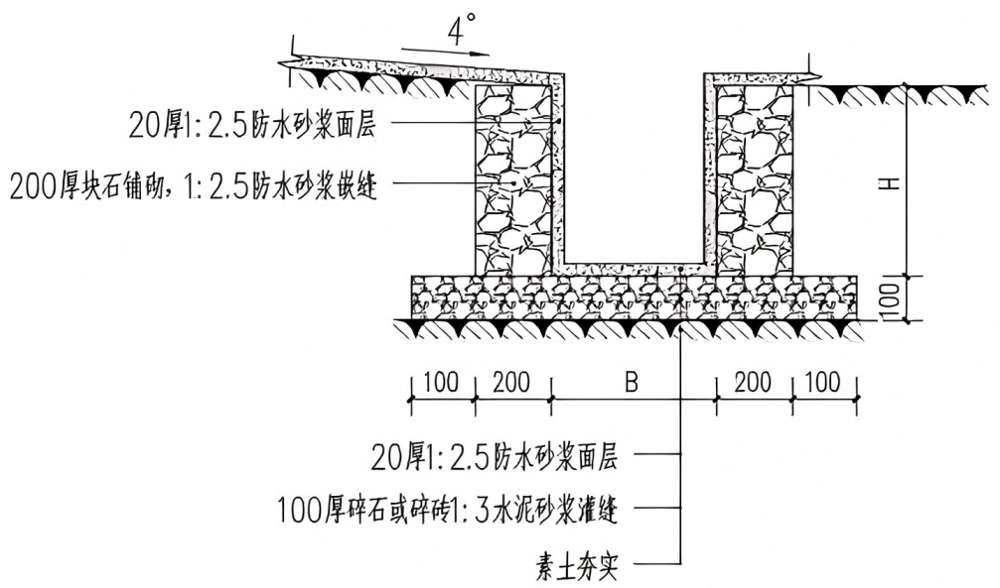 4°
20厚1:2.5防水砂浆面层
200厚块石铺砌，1:2.5防水砂浆嵌缝
H
100
100 200 B 200 100
20厚1:2.5防水砂浆面层
100厚碎石或碎砖1:3水泥砂浆灌缝
素土夯实